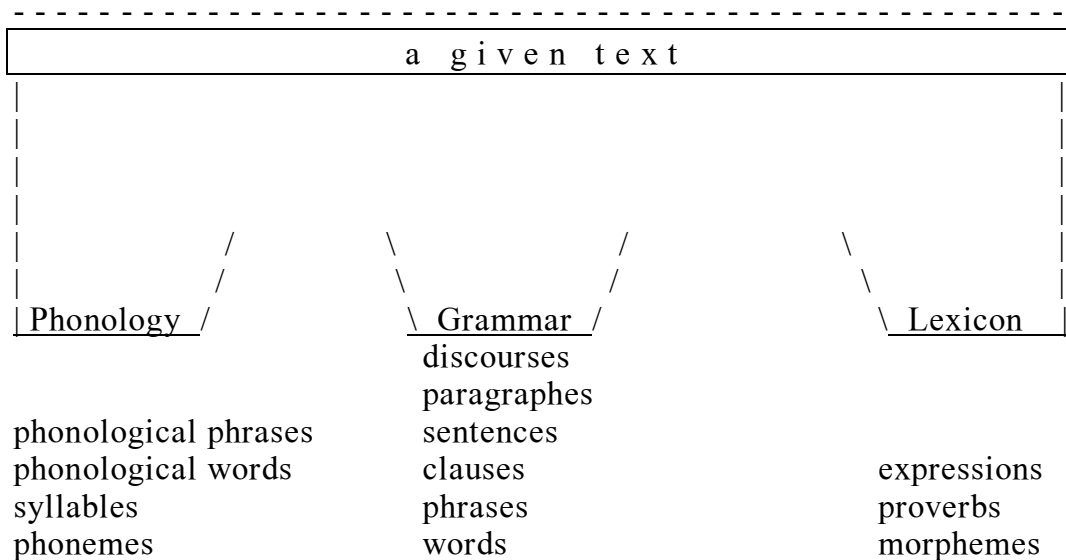 a given text
Phonology Grammar Lexicon
discourses
paragraphes
phonological phrases sentences
phonological words clauses expressions
syllables phrases proverbs
phonemes words morphemes